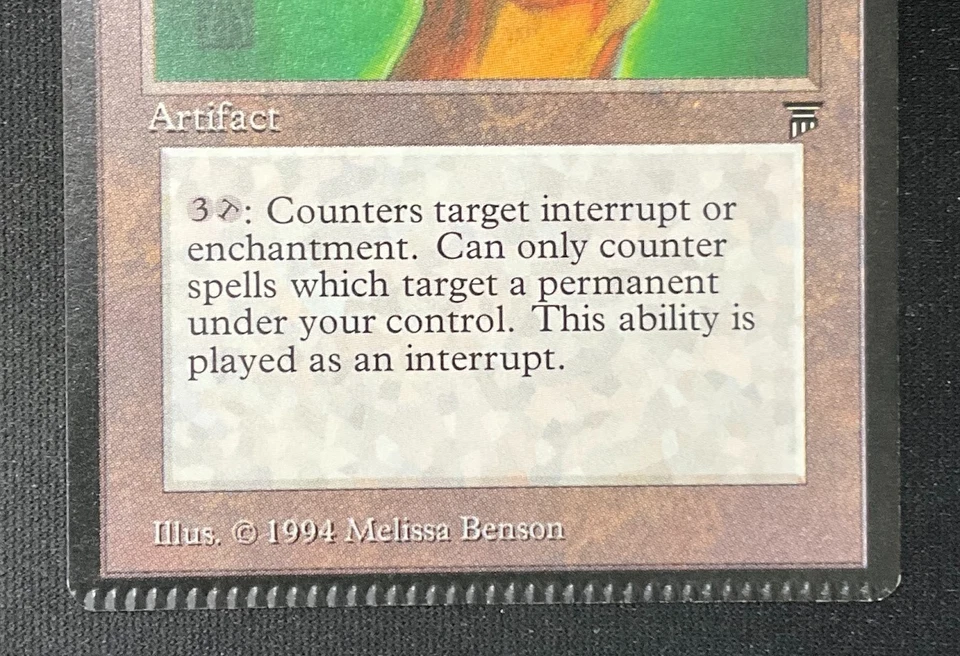 Artifact
3 : Counters target interrupt or
enchantment. Can only counter
spells which target a permanent
under your control. This ability is
played as an interrupt.
Illus. © 1994 Melissa Benson